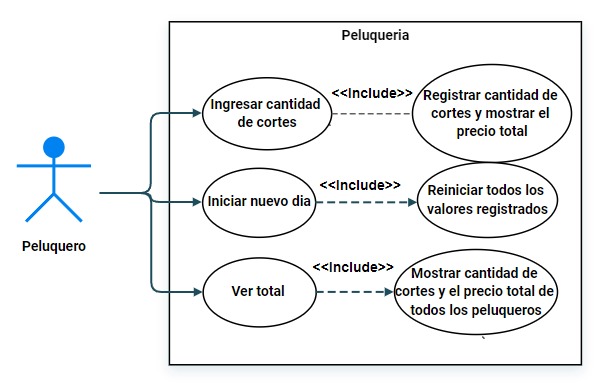 Peluqueria
<<Include>>
Ingresar cantidad
de cortes
Registrar cantidad de
cortes y mostrar el
precio total
<<Include>>
Iniciar nuevo dia
Reiniciar todos los
valores registrados
Peluquero
<<Include>>
Ver total
Mostrar cantidad de
cortes y el precio total de
todos los peluqueros